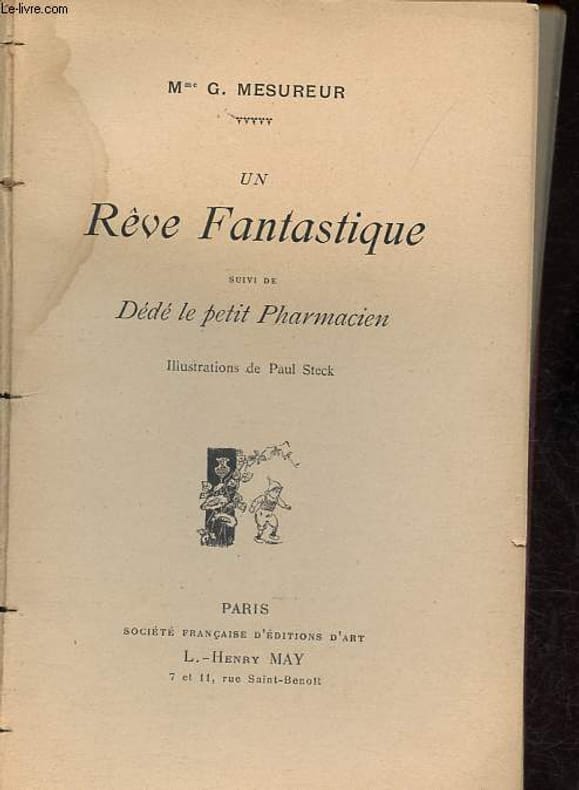 Le-livre.com
Mme G. MESUREUR
UN
Rêve Fantastique
SUIVI DE
Dédé le petit Pharmacien
Illustrations de Paul Steck
PARIS
SOCIÉTÉ FRANÇAISE D'ÉDITIONS D'ART
L.-HENRY MAY
7 et 11, rue Saint-Benoît